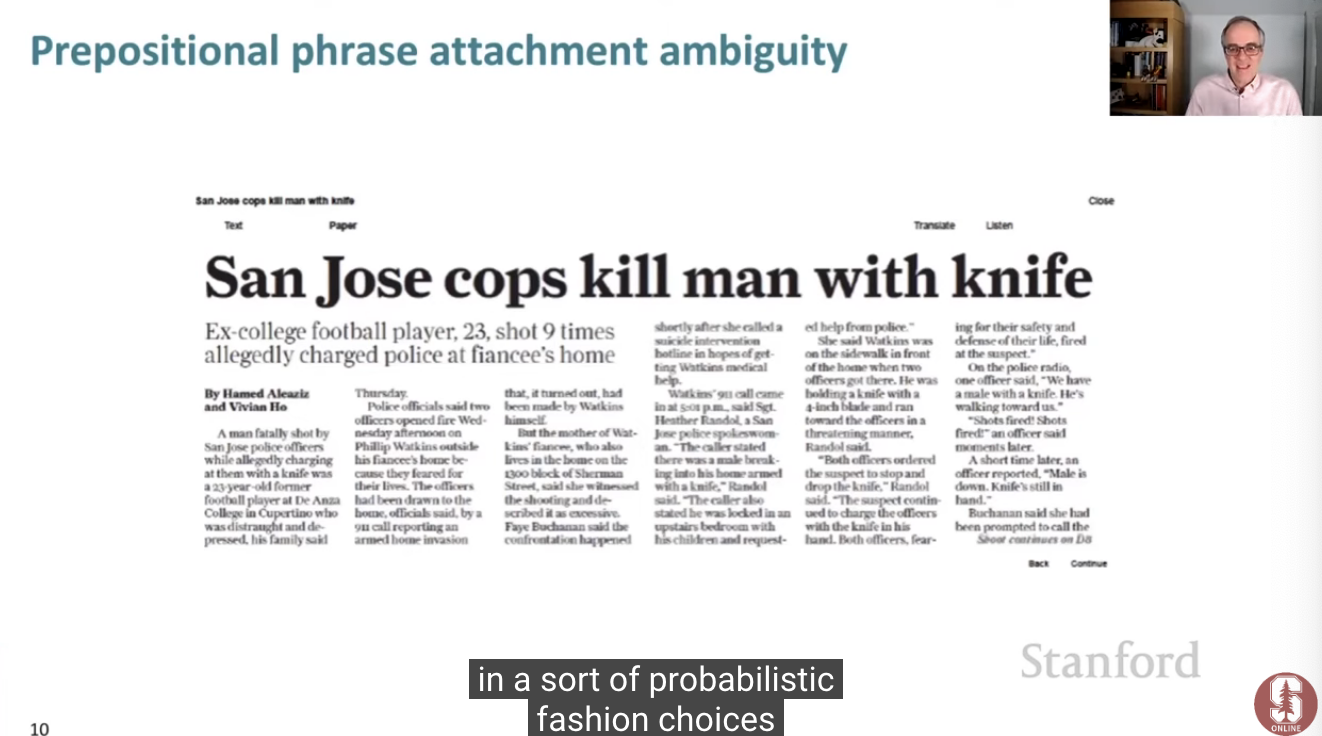 Prepositional phrase attachment ambiguity
San Jose cops kill man with knife
Close
Text
Paper
Translate
Listen
San Jose cops kill man with knife
Ex-college football player, 23, shot 9 times
allegedly charged police at fiancee's home
By Hamed Aleaziz
and Vivian Ho
A man fatally shot by
San Jose police officers
while allegedly charging
at them with a knife was
a 23-year-old former
football player at De Anza
College in Cupertino who
was distraught and de-
pressed, his family said
Thursday.
Police officials said two
officers opened fire Wed-
nesday afternoon on
Phillip Watkins outside
his fiancee's home be-
cause they feared for
their lives. The officers
had been drawn to the
home, officials said, by a
911 call reporting an
armed home invasion
that, it turned out, had
been made by Watkins
himself.
But the mother of Wat-
kins' fiancee, who also
lives in the home on the
1300 block of Sherman
Street, said she witnessed
the shooting and de-
scribed it as excessive.
Faye Buchanan said the
confrontation happened
shortly after she called a
suicide intervention
hotline in hopes of get-
ting Watkins medical
help.
Watkins' 911 call came
in at 5:01 p.m., said Sgt.
Heather Randol, a San
Jose police spokeswom-
an. "The caller stated
there was a male break-
ing into his home armed
with a knife," Randol
said. "The caller also
stated he was locked in an
upstairs bedroom with
his children and request-
ed help from police."
She said Watkins was
on the sidewalk in front
of the home when two
officers got there. He was
holding a knife with a
4-inch blade and ran
toward the officers in a
threatening manner,
Randol said.
"Both officers ordered
the suspect to stop and
drop the knife," Randol
said. "The suspect contin-
ued to charge the officers
with the knife in his
hand. Both officers, fear-
ing for their safety and
defense of their life, fired
at the suspect."
On the police radio,
one officer said, "We have
a male with a knife. He's
walking toward us."
"Shots fired! Shots
fired!" an officer said
moments later.
A short time later, an
officer reported, "Male is
down. Knife's still in
hand."
Buchanan said she had
been prompted to call the
Shoot continues on D8
Back
Continue
Stanford
in a sort of probabilistic
fashion choices
10
S
ONLINE